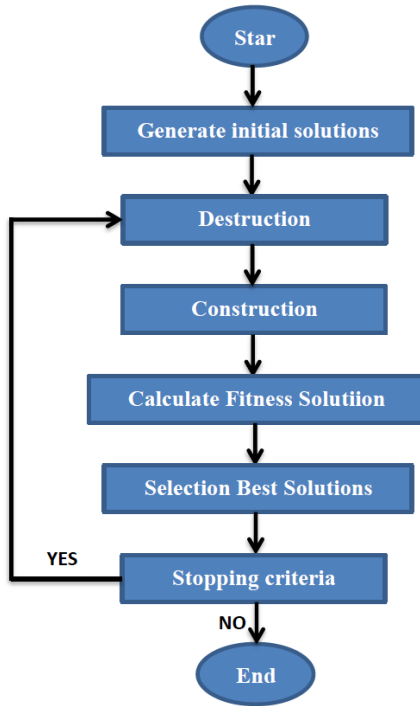 Star
Generate initial solutions
Destruction
Construction
Calculate Fitness Solutiion
Selection Best Solutions
YES
Stopping criteria
NO
End